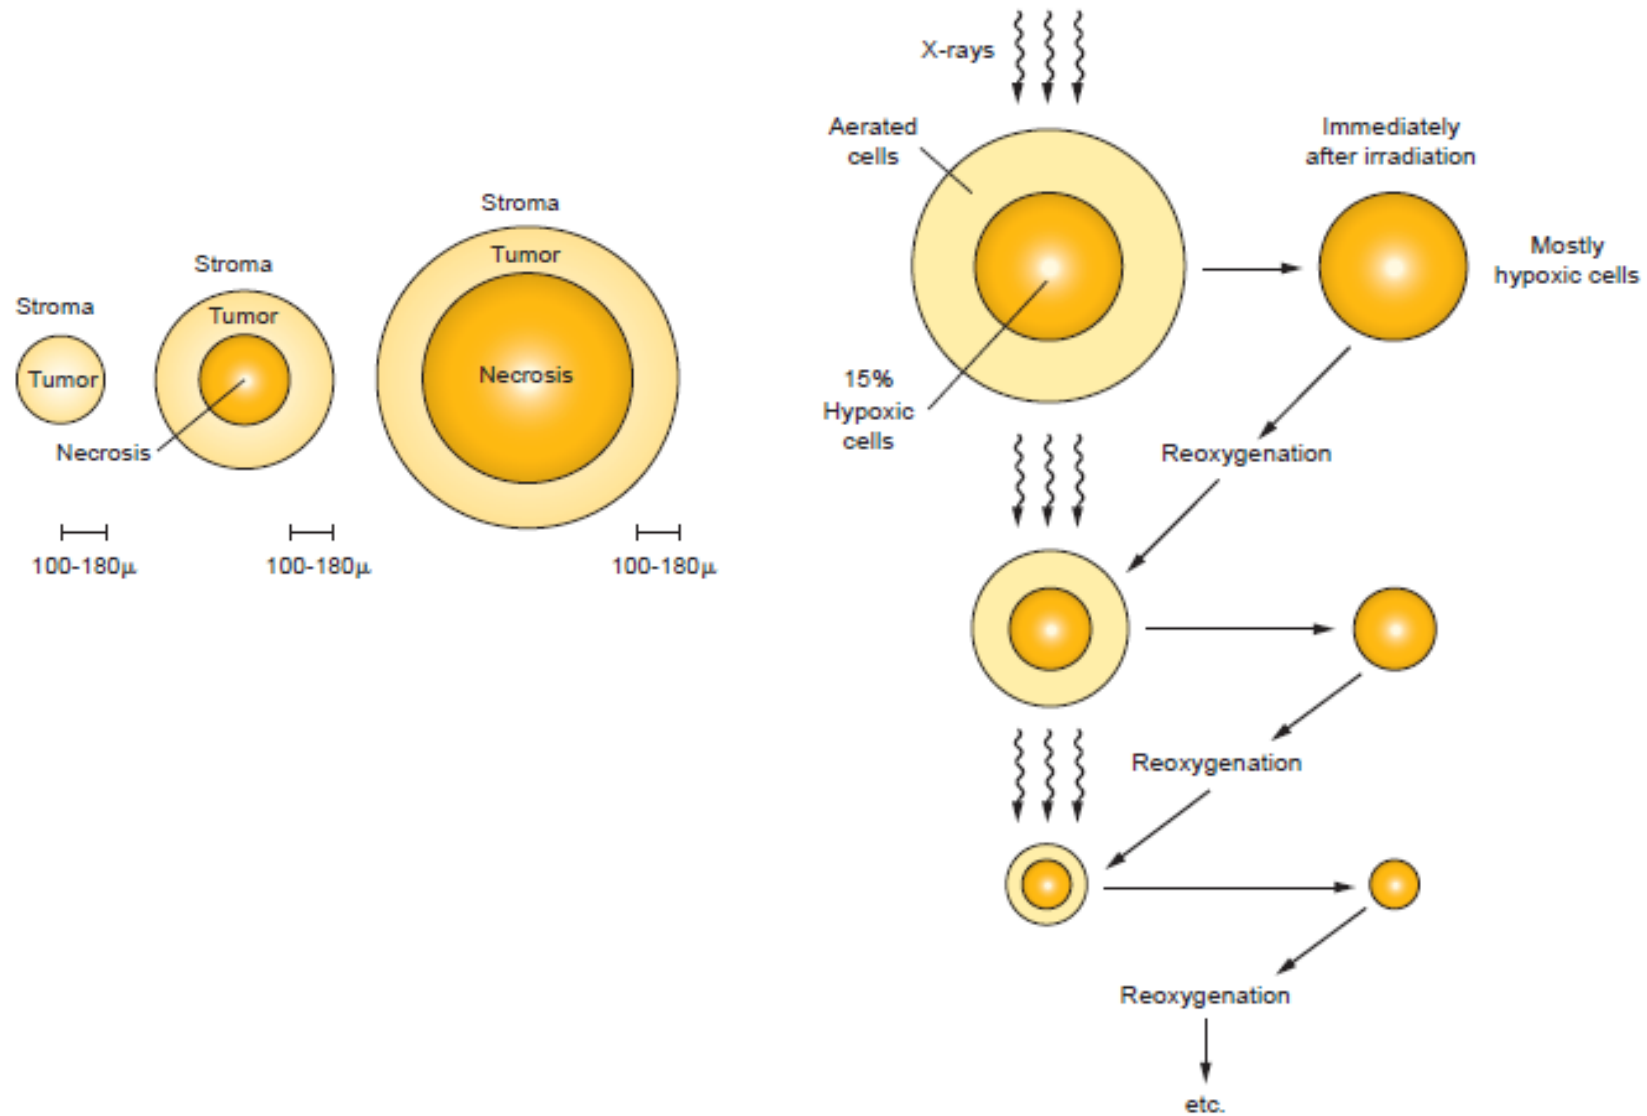 Stroma
Tumor
Stroma
Tumor
Necrosis
Stroma
Tumor
Necrosis
100-180μ
100-180μ
100-180μ
X-rays
Aerated
cells
15%
Hypoxic
cells
Immediately
after irradiation
Mostly
hypoxic cells
Reoxygenation
Reoxygenation
Reoxygenation
etc.